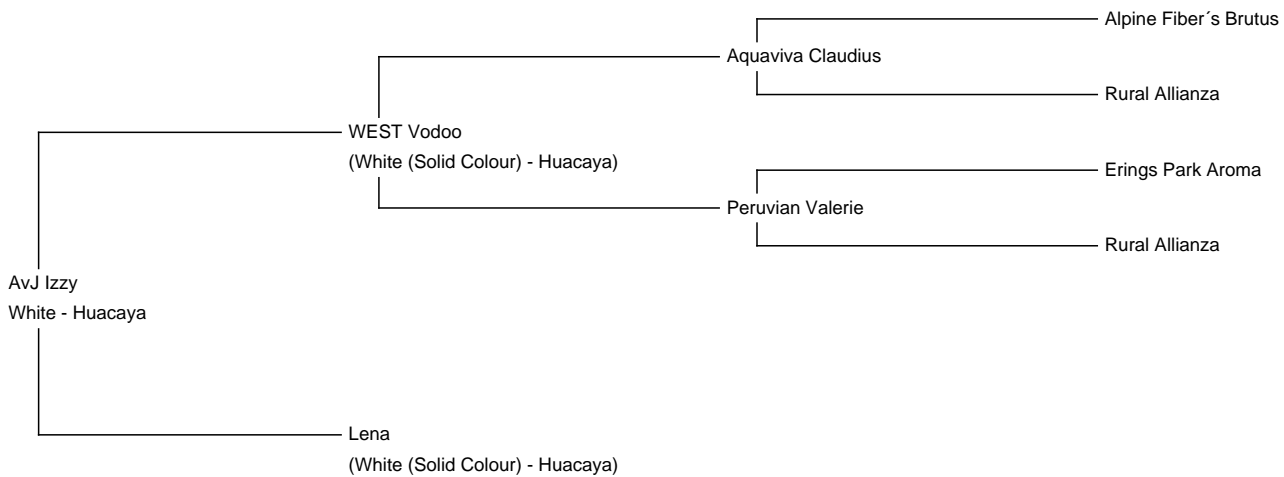 Alpine Fiber´s Brutus
Aquaviva Claudius
Rural Allianza
WEST Vodoo
(White (Solid Colour) - Huacaya)
Erings Park Aroma
Peruvian Valerie
Rural Allianza
AvJ Izzy
White - Huacaya
Lena
(White (Solid Colour) - Huacaya)